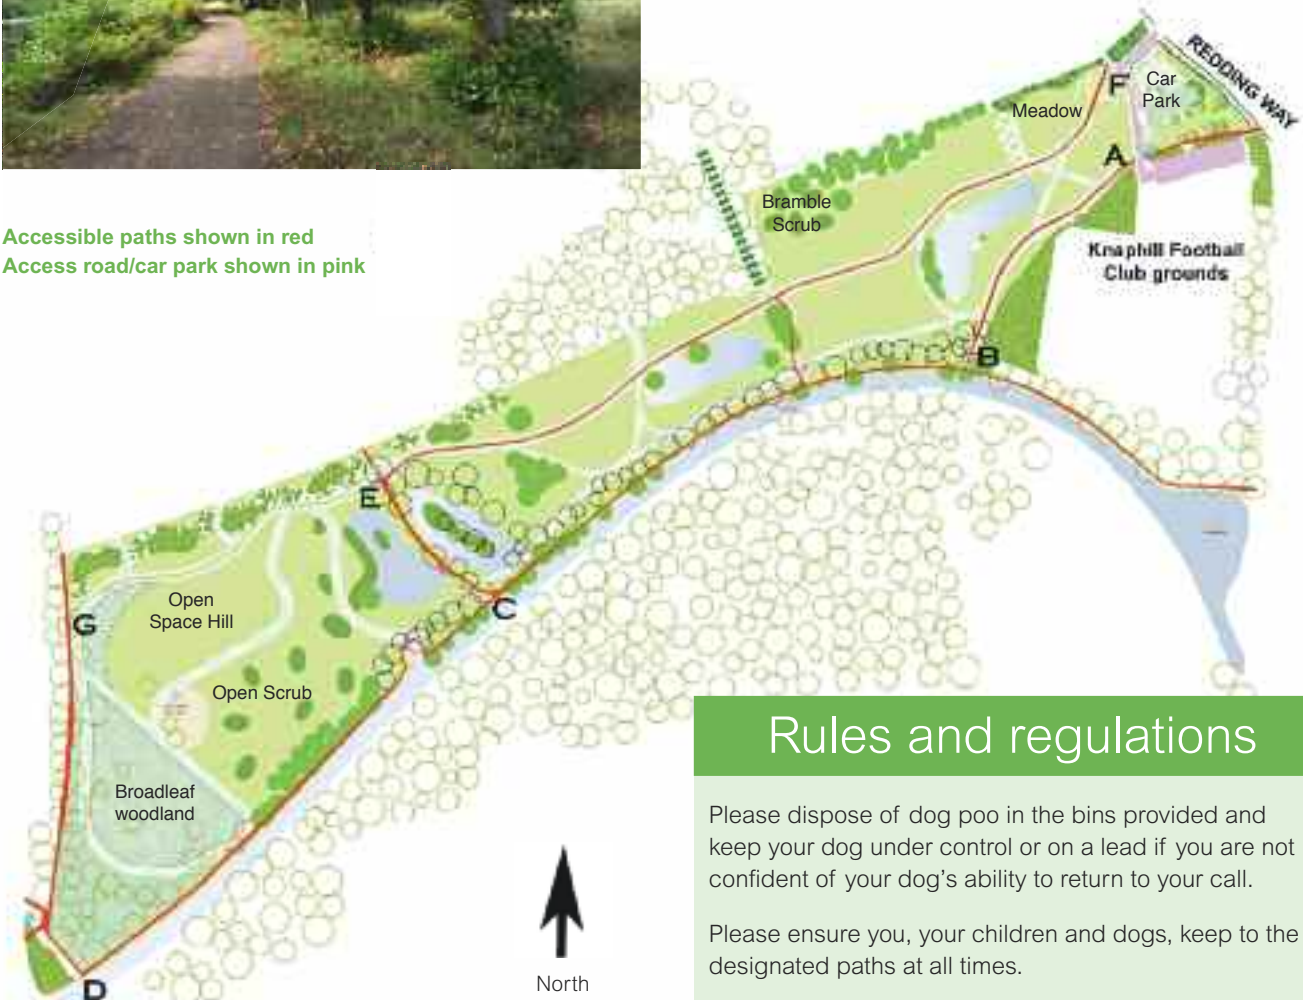 REDDING WAY
F
Car
Park
Meadow
A
Bramble
Scrub
Accessible paths shown in red
Access road/car park shown in pink
Knaphill Football
Club grounds
B
E
C
Open
Space Hill
G
Open Scrub
Broadleaf
woodland
D
North
Rules and regulations
Please dispose of dog poo in the bins provided and
keep your dog under control or on a lead if you are not
confident of your dog's ability to return to your call.
Please ensure you, your children and dogs, keep to the
designated paths at all times.